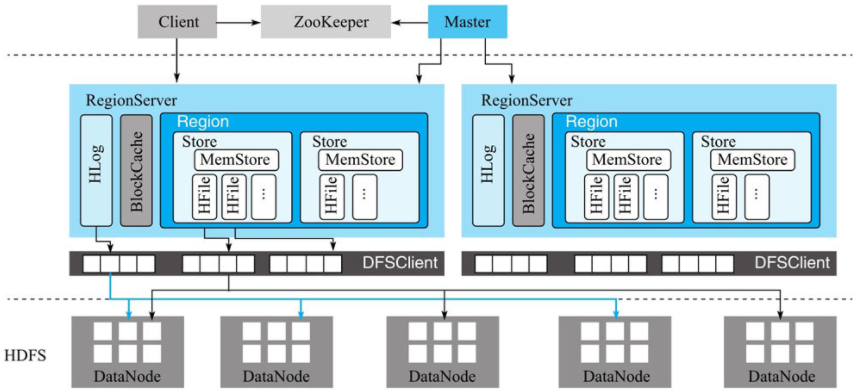 Client
ZooKeeper
Master
RegionServer
HLog
BlockCache
Region
Store
MemStore
HFile
HFile
...
Store
MemStore
HFile
...
DFSClient
RegionServer
HLog
BlockCache
Region
Store
MemStore
HFile
HFile
...
Store
MemStore
HFile
...
DFSClient
HDFS
DataNode
DataNode
DataNode
DataNode
DataNode